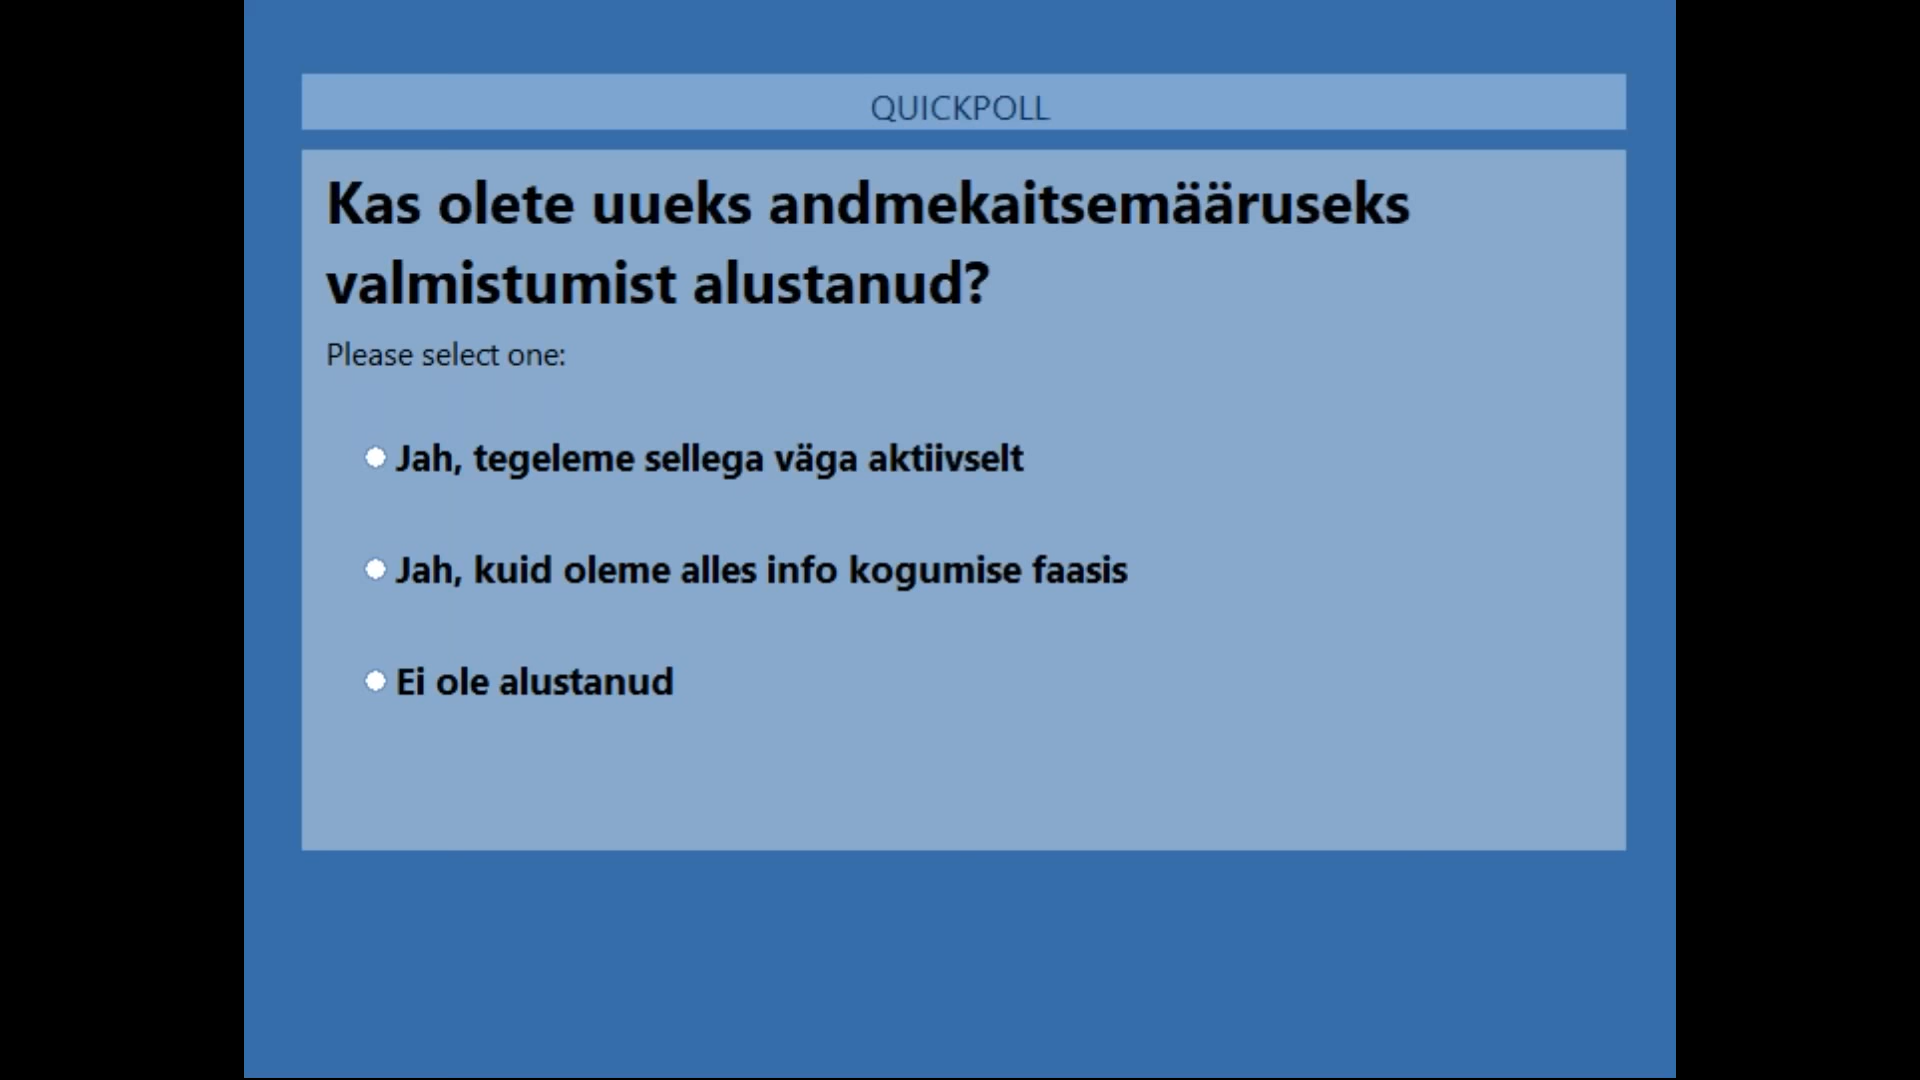 QUICKPOLL
Kas olete uueks andmekaitsemääruseks
valmistumist alustanud?
Please select one:
Jah, tegeleme sellega väga aktiivselt
Jah, kuid oleme alles info kogumise faasis
Ei ole alustanud